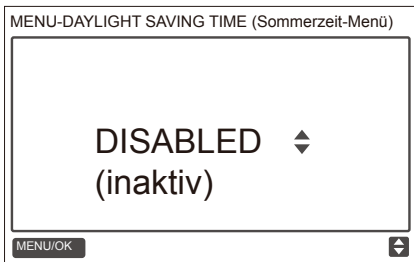 MENU-DAYLIGHT SAVING TIME (Sommerzeit-Menü)
DISABLED
(inaktiv)
MENU/OK